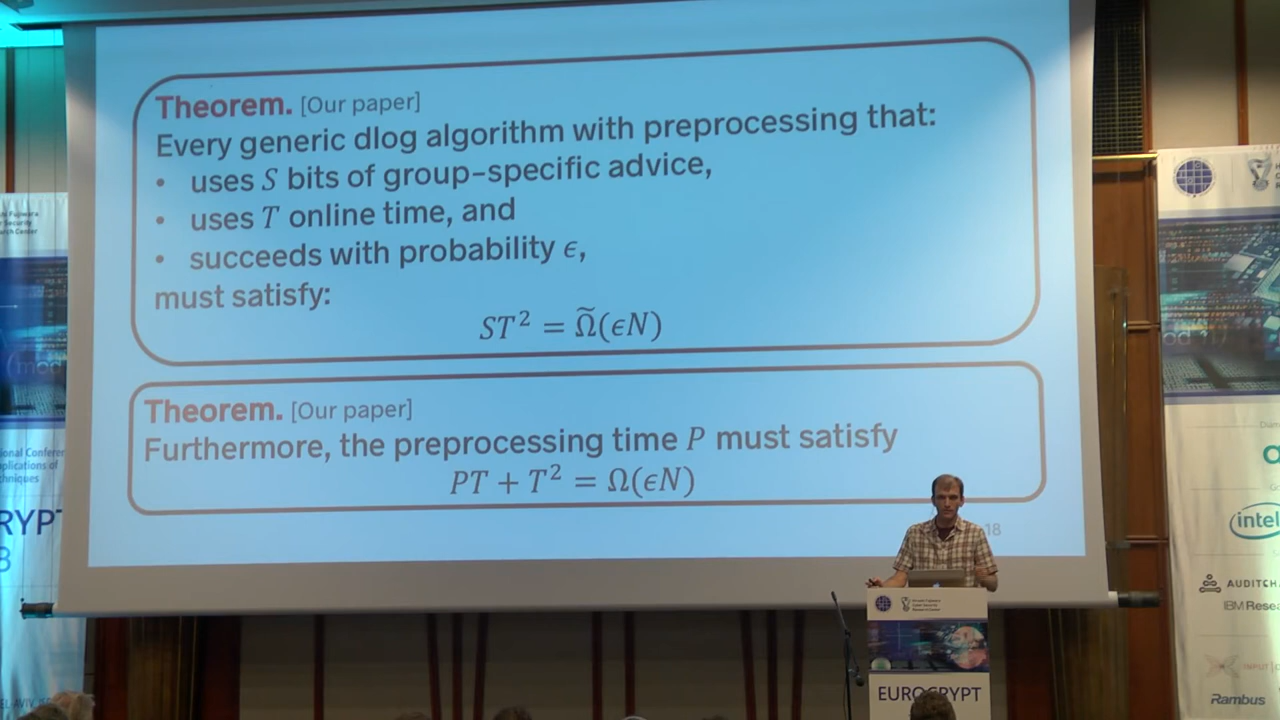 Theorem. [Our paper]
Every generic dlog algorithm with preprocessing that:
• uses S bits of group-specific advice,
• uses T online time, and
• succeeds with probability ϵ,
must satisfy:
ST² = Ω̃(ϵN)
Theorem. [Our paper]
Furthermore, the preprocessing time P must satisfy
PT + T² = Ω(ϵN)
18
EUROCRYPT
intel
IBM Rese
Rambus